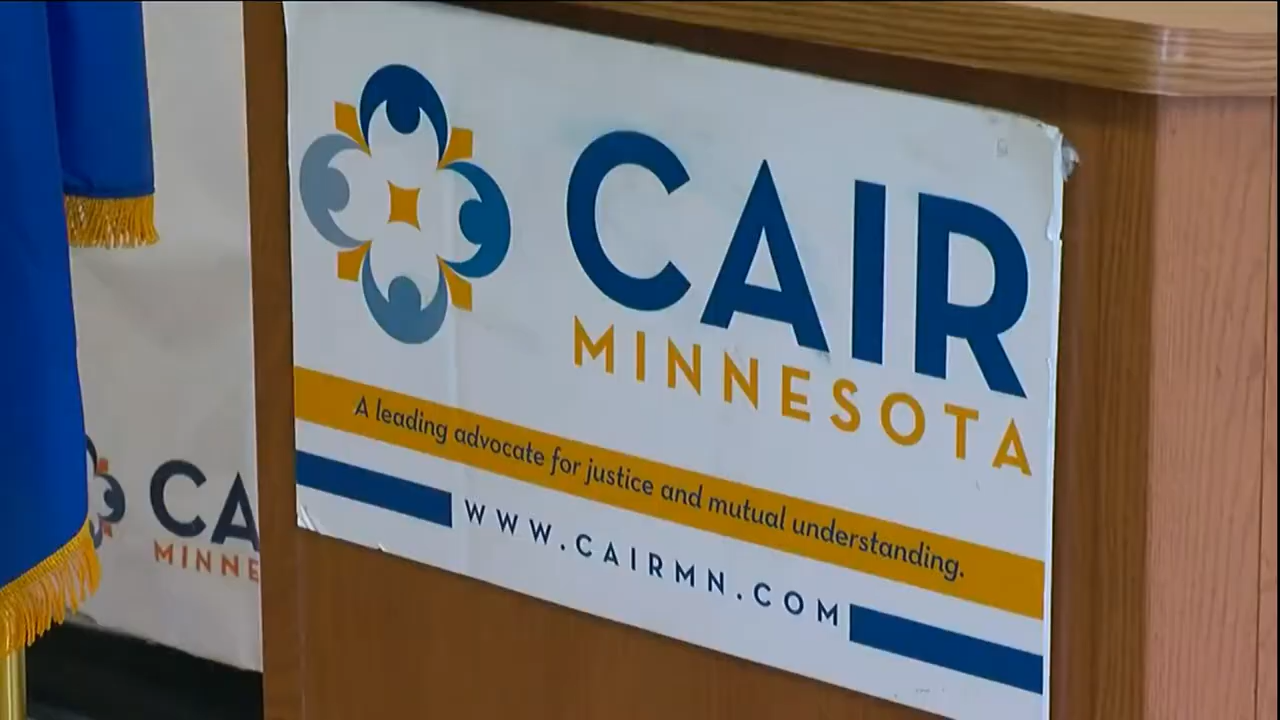 CAIR
MINNESOTA
A leading advocate for justice and mutual understanding.
WWW.CAIRMN.COM
CA
MINNE